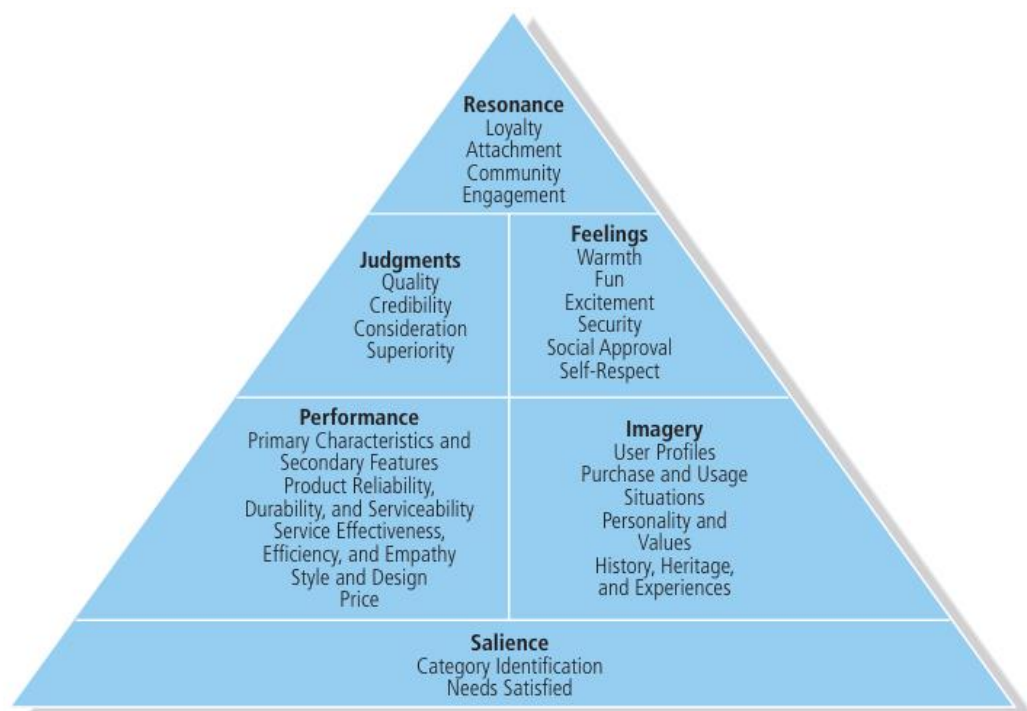 Resonance
Loyalty
Attachment
Community
Engagement
Judgments
Quality
Credibility
Consideration
Superiority
Feelings
Warmth
Fun
Excitement
Security
Social Approval
Self-Respect
Performance
Primary Characteristics and
Secondary Features
Product Reliability,
Durability, and Serviceability
Service Effectiveness,
Efficiency, and Empathy
Style and Design
Price
Imagery
User Profiles
Purchase and Usage
Situations
Personality and
Values
History, Heritage,
and Experiences
Salience
Category Identification
Needs Satisfied